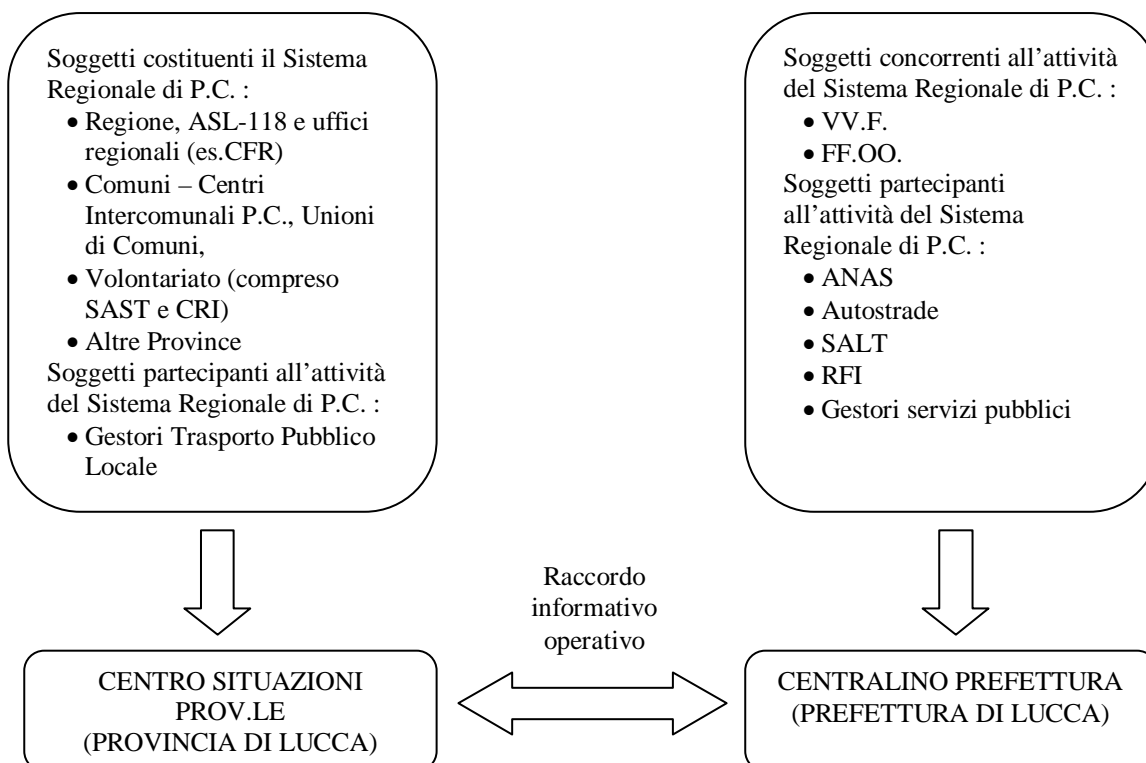 Soggetti costituenti il Sistema
Regionale di P.C. :
• Regione, ASL-118 e uffici
regionali (es.CFR)
• Comuni – Centri
Intercomunali P.C., Unioni
di Comuni,
• Volontariato (compreso
SAST e CRI)
• Altre Province
Soggetti partecipanti all’attività
del Sistema Regionale di P.C. :
• Gestori Trasporto Pubblico
Locale
Soggetti concorrenti all’attività
del Sistema Regionale di P.C. :
• VV.F.
• FF.OO.
Soggetti partecipanti
all’attività del Sistema
Regionale di P.C. :
• ANAS
• Autostrade
• SALT
• RFI
• Gestori servizi pubblici
Raccordo
informativo
operativo
CENTRO SITUAZIONI
PROV.LE
(PROVINCIA DI LUCCA)
CENTRALINO PREFETTURA
(PREFETTURA DI LUCCA)